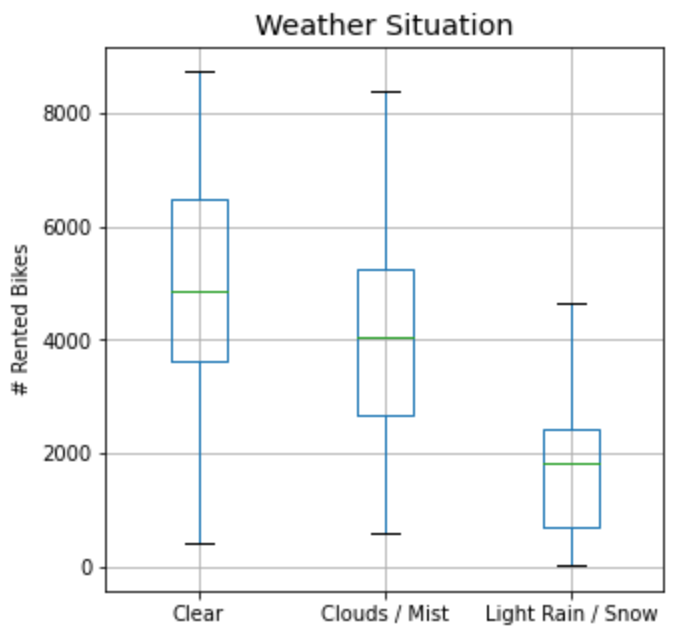 Weather Situation
# Rented Bikes
8000
6000
4000
2000
0
Clear
Clouds / Mist
Light Rain / Snow